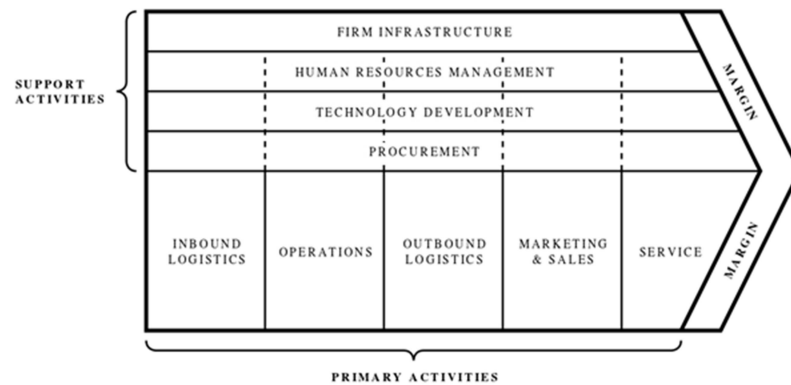 FIRM INFRASTRUCTURE
SUPPORT
ACTIVITIES
HUMAN RESOURCES MANAGEMENT
TECHNOLOGY DEVELOPMENT
PROCUREMENT
MARGIN
INBOUND
LOGISTICS
OPERATIONS
OUTBOUND
LOGISTICS
MARKETING
& SALES
SERVICE
MARGIN
PRIMARY ACTIVITIES